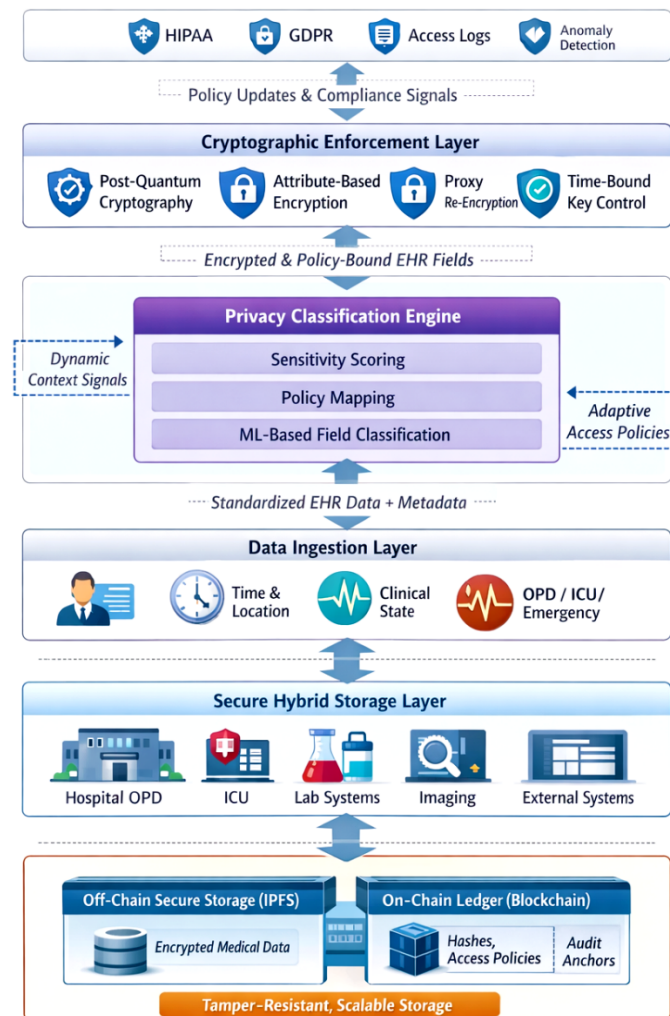 HIPAA
GDPR
Access Logs
Anomaly
Detection
Policy Updates & Compliance Signals
Cryptographic Enforcement Layer
Post-Quantum
Cryptography
Attribute-Based
Encryption
Proxy
Re-Encryption
Time-Bound
Key Control
Encrypted & Policy-Bound EHR Fields
Privacy Classification Engine
Sensitivity Scoring
Policy Mapping
ML-Based Field Classification
Dynamic
Context Signals
Adaptive
Access Policies
Standardized EHR Data + Metadata
Data Ingestion Layer
Time &
Location
Clinical
State
OPD / ICU/
Emergency
Secure Hybrid Storage Layer
Hospital OPD
ICU
Lab Systems
Imaging
External Systems
Off-Chain Secure Storage (IPFS)
Encrypted Medical Data
On-Chain Ledger (Blockchain)
Hashes,
Access Policies
Audit
Anchors
Tamper-Resistant, Scalable Storage